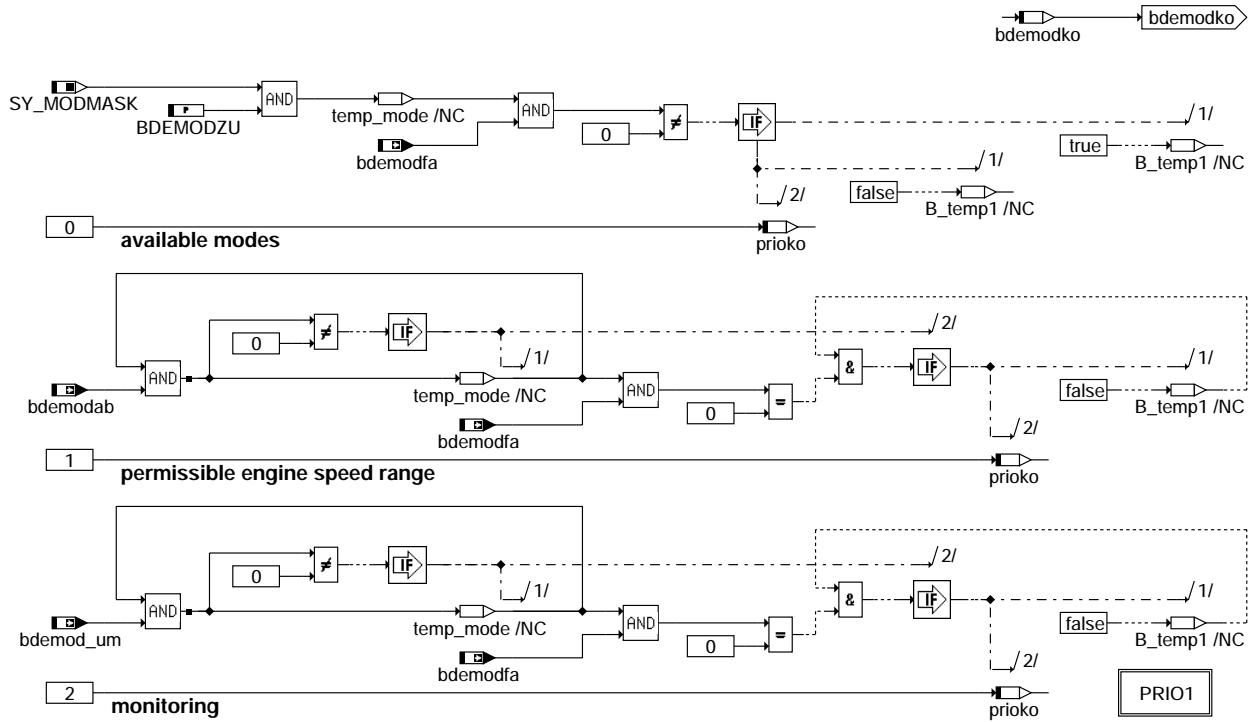 bdemodko
bdemodko
SY_MODMASK
P
BDEMODZU
AND
temp_mode /NC
bdemodfa
AND
0
≠
IF
/1/
/2/
false
B_temp1 /NC
/1/
true
B_temp1 /NC
0
available modes
prioko
bdemodab
AND
0
≠
IF
/1/
temp_mode /NC
bdemodfa
AND
0
=
/2/
&
IF
/1/
/2/
false
B_temp1 /NC
1
permissible engine speed range
prioko
bdemod_um
AND
0
≠
IF
/1/
temp_mode /NC
bdemodfa
AND
0
=
/2/
&
IF
/1/
/2/
false
B_temp1 /NC
2
monitoring
prioko
PRIO1